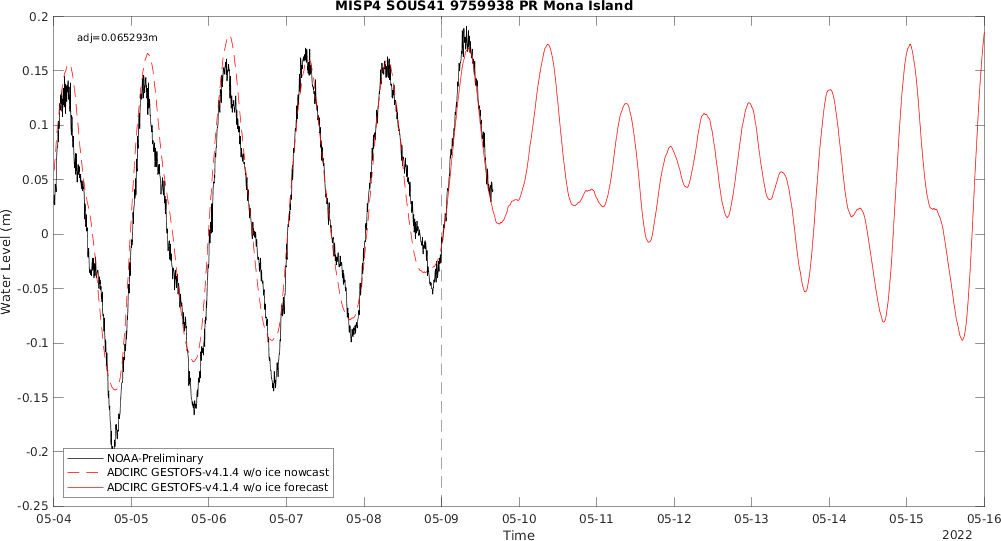 MISP4 SOUS41 9759938 PR Mona Island
adj=0.065293m
0.2
0.15
0.1
0.05
0
-0.05
-0.1
-0.15
-0.2
-0.25
Water Level (m)
NOAA-Preliminary
ADCIRC GESTOFS-v4.1.4 w/o ice nowcast
ADCIRC GESTOFS-v4.1.4 w/o ice forecast
05-04 05-05 05-06 05-07 05-08 05-09 05-10 05-11 05-12 05-13 05-14 05-15 05-16
Time
2022